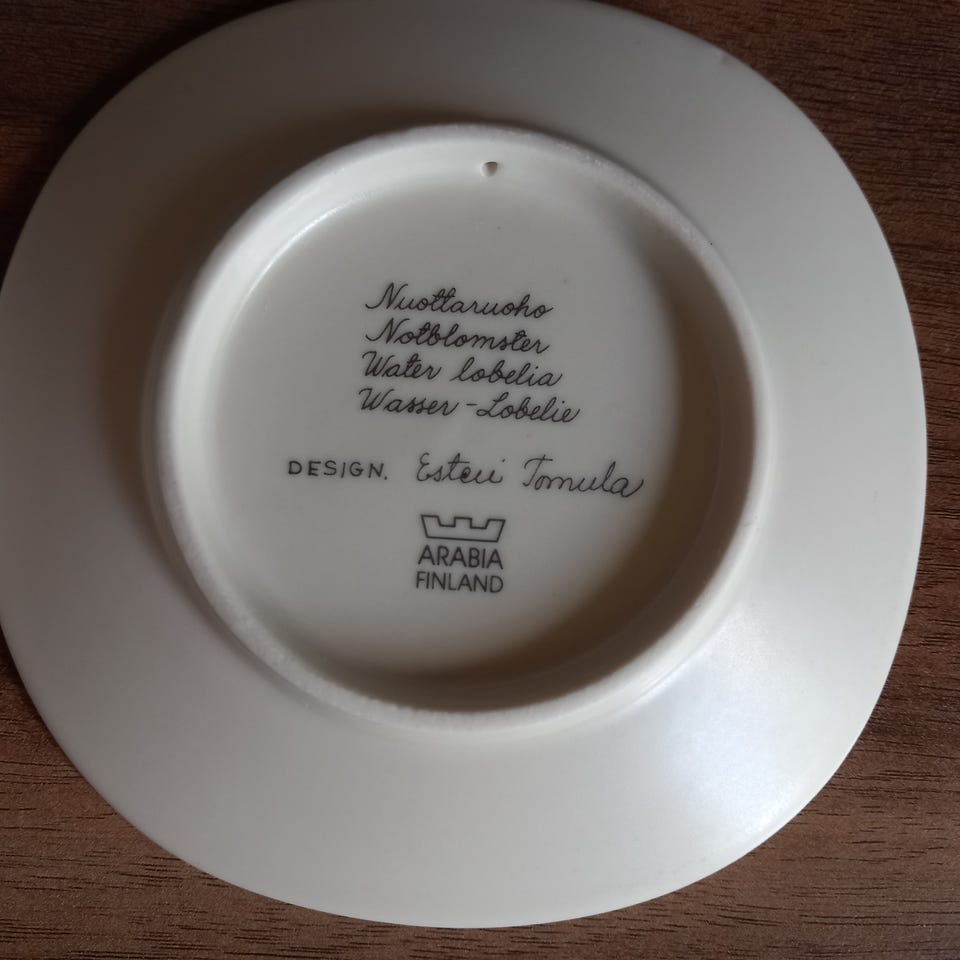 Nuottaruoho
Notblomster
Water lobelia
Wasser-Lobelie
DESIGN. Esteri Tomula
ARABIA
FINLAND